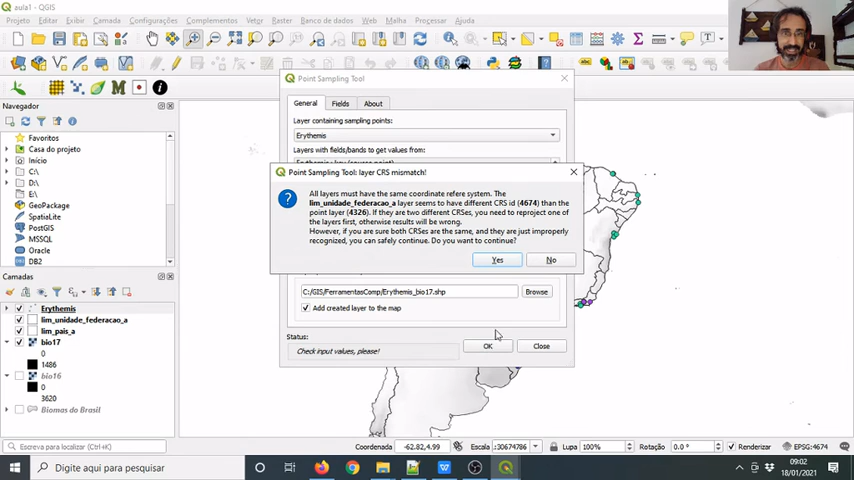 aula1 — QGIS
Projeto Editar Exibir Camada Configurações Complementos Vetor Raster Banco de dados Web Malha Processar Ajuda
Navegador
Favoritos
Casa do projeto
Início
C:\
D:\
E:\
GeoPackage
SpatiaLite
PostGIS
MSSQL
Oracle
DB2
Camadas
Erythemis
lim_unidade_federacao_a
lim_pais_a
bio17
0
1486
bio16
0
3620
Biomas do Brasil
Point Sampling Tool
General Fields About
Layer containing sampling points:
Erythemis
Layers with fields/bands to get values from:
Point Sampling Tool: layer CRS mismatch!
All layers must have the same coordinate refere system. The
lim_unidade_federacao_a layer seems to have different CRS id (4674) than the
point layer (4326). If they are two different CRSes, you need to reproject one of
the layers first, otherwise results will be wrong.
However, if you are sure both CRSes are the same, and they are just improperly
recognized, you can safely continue. Do you want to continue?
Yes No
C:/GIS/FerramentasComp/Erythemis_bio17.shp Browse
Add created layer to the map
Status:
Check input values, please!
OK Close
Escreva para localizar (Ctrl+K)
Coordenada -62.82,4.99 Escala :30674786 Lupa 100% Rotação 0.0 ° Renderizar EPSG:4674
Digite aqui para pesquisar
09:02
18/01/2021